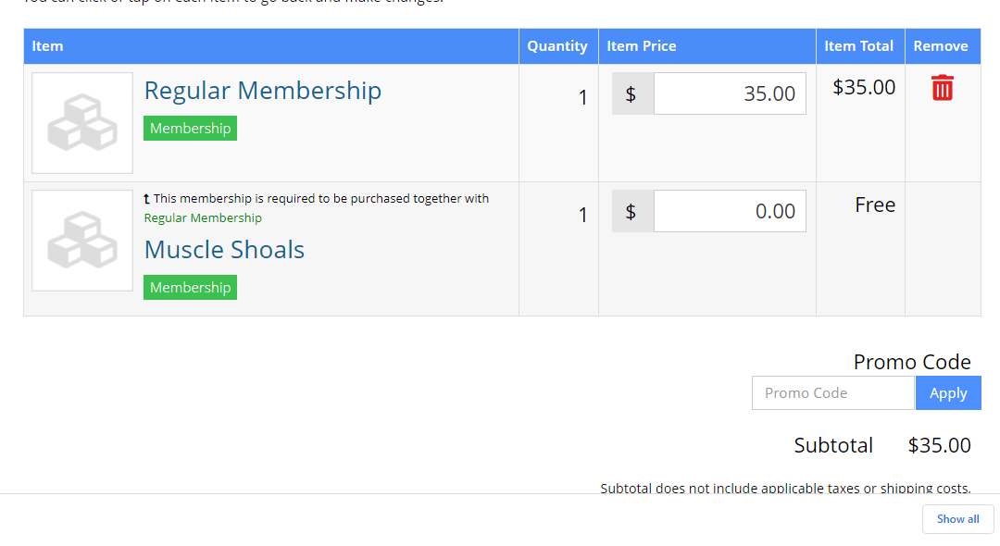 You can click or tap on each item to go back and make changes.
Item Quantity Item Price Item Total Remove
Regular Membership 1 $ 35.00 $35.00
Membership
This membership is required to be purchased together with
Regular Membership 1 $ 0.00 Free
Muscle Shoals
Membership
Promo Code
Promo Code Apply
Subtotal $35.00
Subtotal does not include applicable taxes or shipping costs.
Show all